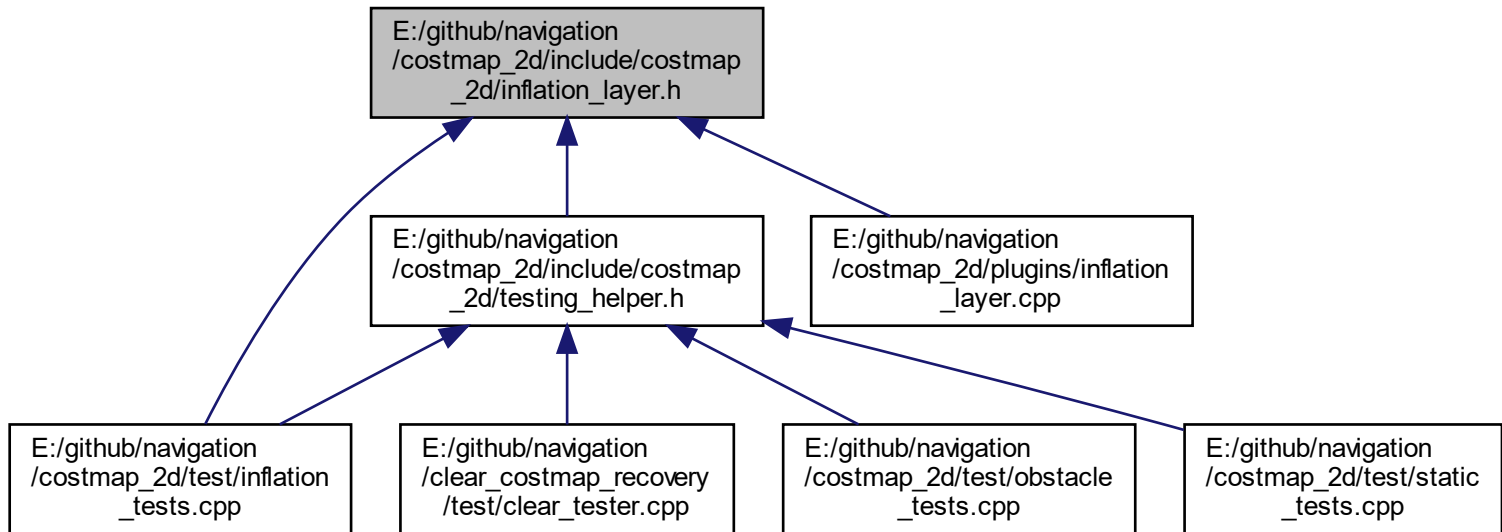 E:/github/navigation
/costmap_2d/include/costmap
_2d/inflation_layer.h
E:/github/navigation
/costmap_2d/include/costmap
_2d/testing_helper.h
E:/github/navigation
/costmap_2d/plugins/inflation
_layer.cpp
E:/github/navigation
/costmap_2d/test/inflation
_tests.cpp
E:/github/navigation
/clear_costmap_recovery
/test/clear_tester.cpp
E:/github/navigation
/costmap_2d/test/obstacle
_tests.cpp
E:/github/navigation
/costmap_2d/test/static
_tests.cpp